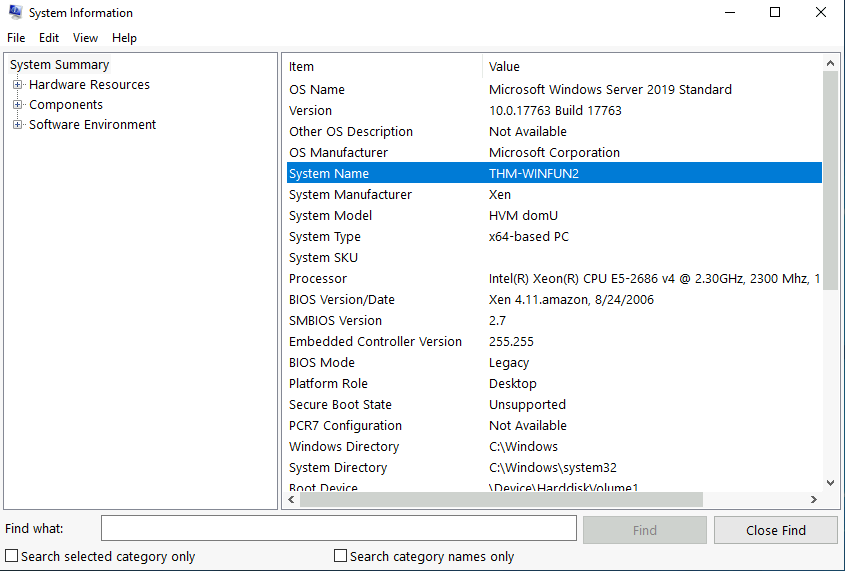 System Information
File Edit View Help
System Summary
Hardware Resources
Components
Software Environment
Item Value
OS Name Microsoft Windows Server 2019 Standard
Version 10.0.17763 Build 17763
Other OS Description Not Available
OS Manufacturer Microsoft Corporation
System Name THM-WINFUN2
System Manufacturer Xen
System Model HVM domU
System Type x64-based PC
System SKU
Processor Intel(R) Xeon(R) CPU E5-2686 v4 @ 2.30GHz, 2300 Mhz, 1
BIOS Version/Date Xen 4.11.amazon, 8/24/2006
SMBIOS Version 2.7
Embedded Controller Version 255.255
BIOS Mode Legacy
Platform Role Desktop
Secure Boot State Unsupported
PCR7 Configuration Not Available
Windows Directory C:\Windows
System Directory C:\Windows\system32
Boot Device \Device\HarddiskVolume1
Find what: Find Close Find
Search selected category only Search category names only